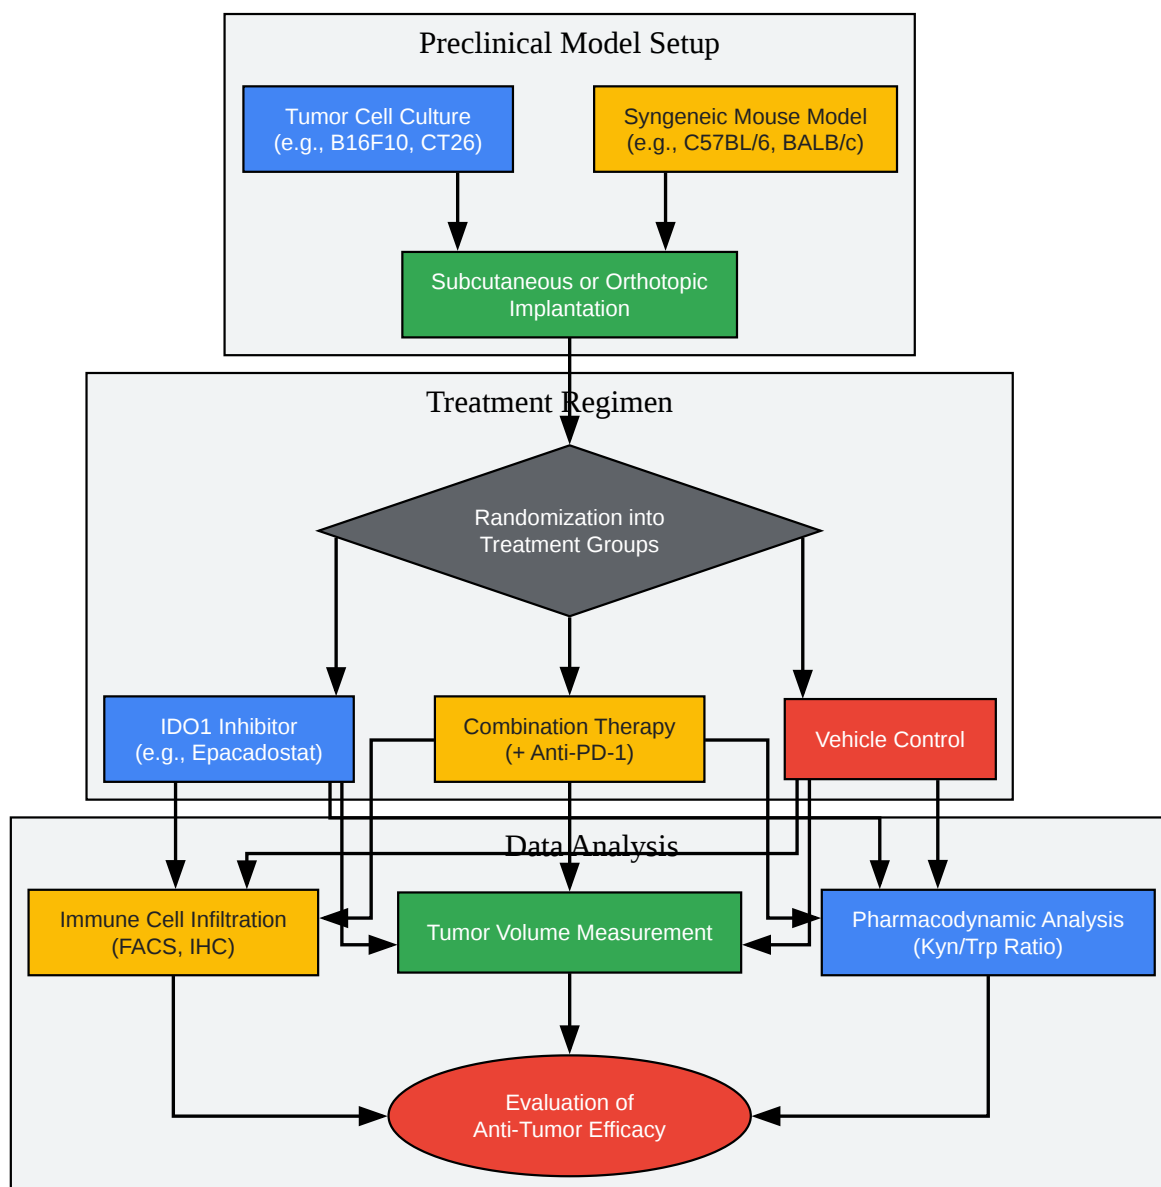 Preclinical Model Setup
Tumor Cell Culture
(e.g., B16F10, CT26)
Syngeneic Mouse Model
(e.g., C57BL/6, BALB/c)
Subcutaneous or Orthotopic
Implantation
Treatment Regimen
Randomization into
Treatment Groups
IDO1 Inhibitor
(e.g., Epacadostat)
Combination Therapy
(+ Anti-PD-1)
Vehicle Control
Data Analysis
Immune Cell Infiltration
(FACS, IHC)
Tumor Volume Measurement
Pharmacodynamic Analysis
(Kyn/Trp Ratio)
Evaluation of
Anti-Tumor Efficacy